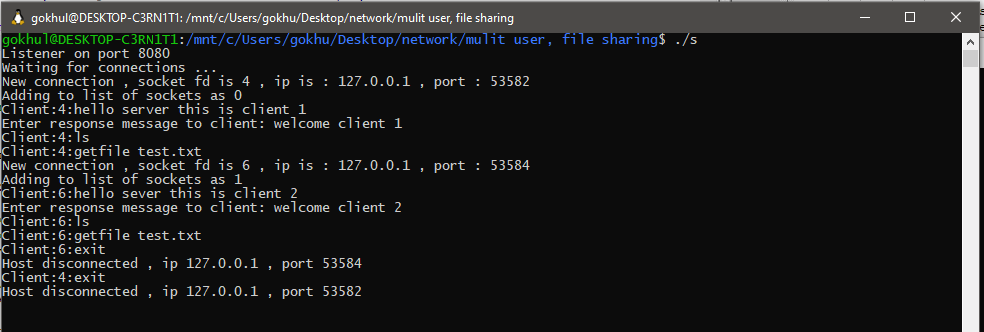 gokhul@DESKTOP-C3RN1T1: /mnt/c/Users/gokhu/Desktop/network/mulit user, file sharing
gokhul@DESKTOP-C3RN1T1:/mnt/c/Users/gokhu/Desktop/network/mulit user, file sharing$ ./s
Listener on port 8080
Waiting for connections ...
New connection , socket fd is 4 , ip is : 127.0.0.1 , port : 53582
Adding to list of sockets as 0
Client:4:hello server this is client 1
Enter response message to client: welcome client 1
Client:4:ls
Client:4:getfile test.txt
New connection , socket fd is 6 , ip is : 127.0.0.1 , port : 53584
Adding to list of sockets as 1
Client:6:hello sever this is client 2
Enter response message to client: welcome client 2
Client:6:ls
Client:6:getfile test.txt
Client:6:exit
Host disconnected , ip 127.0.0.1 , port 53584
Client:4:exit
Host disconnected , ip 127.0.0.1 , port 53582